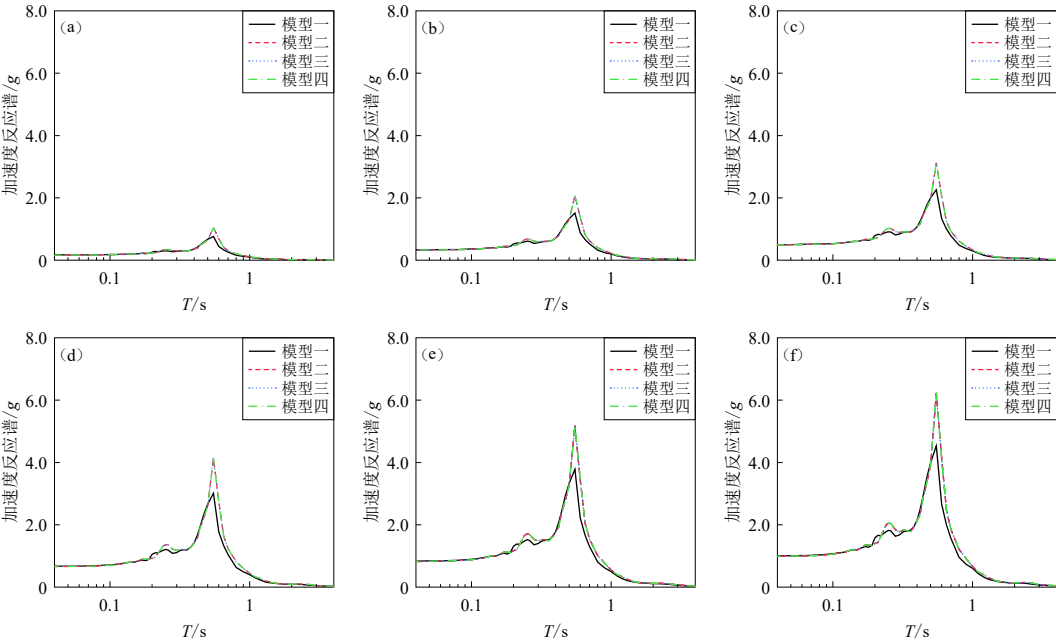 (a)
模型一
模型二
模型三
模型四
加速度反应谱/g
8.0
6.0
4.0
2.0
0
0.1
1
T/s
(b)
模型一
模型二
模型三
模型四
加速度反应谱/g
8.0
6.0
4.0
2.0
0
0.1
1
T/s
(c)
模型一
模型二
模型三
模型四
加速度反应谱/g
8.0
6.0
4.0
2.0
0
0.1
1
T/s
(d)
模型一
模型二
模型三
模型四
加速度反应谱/g
8.0
6.0
4.0
2.0
0
0.1
1
T/s
(e)
模型一
模型二
模型三
模型四
加速度反应谱/g
8.0
6.0
4.0
2.0
0
0.1
1
T/s
(f)
模型一
模型二
模型三
模型四
加速度反应谱/g
8.0
6.0
4.0
2.0
0
0.1
1
T/s